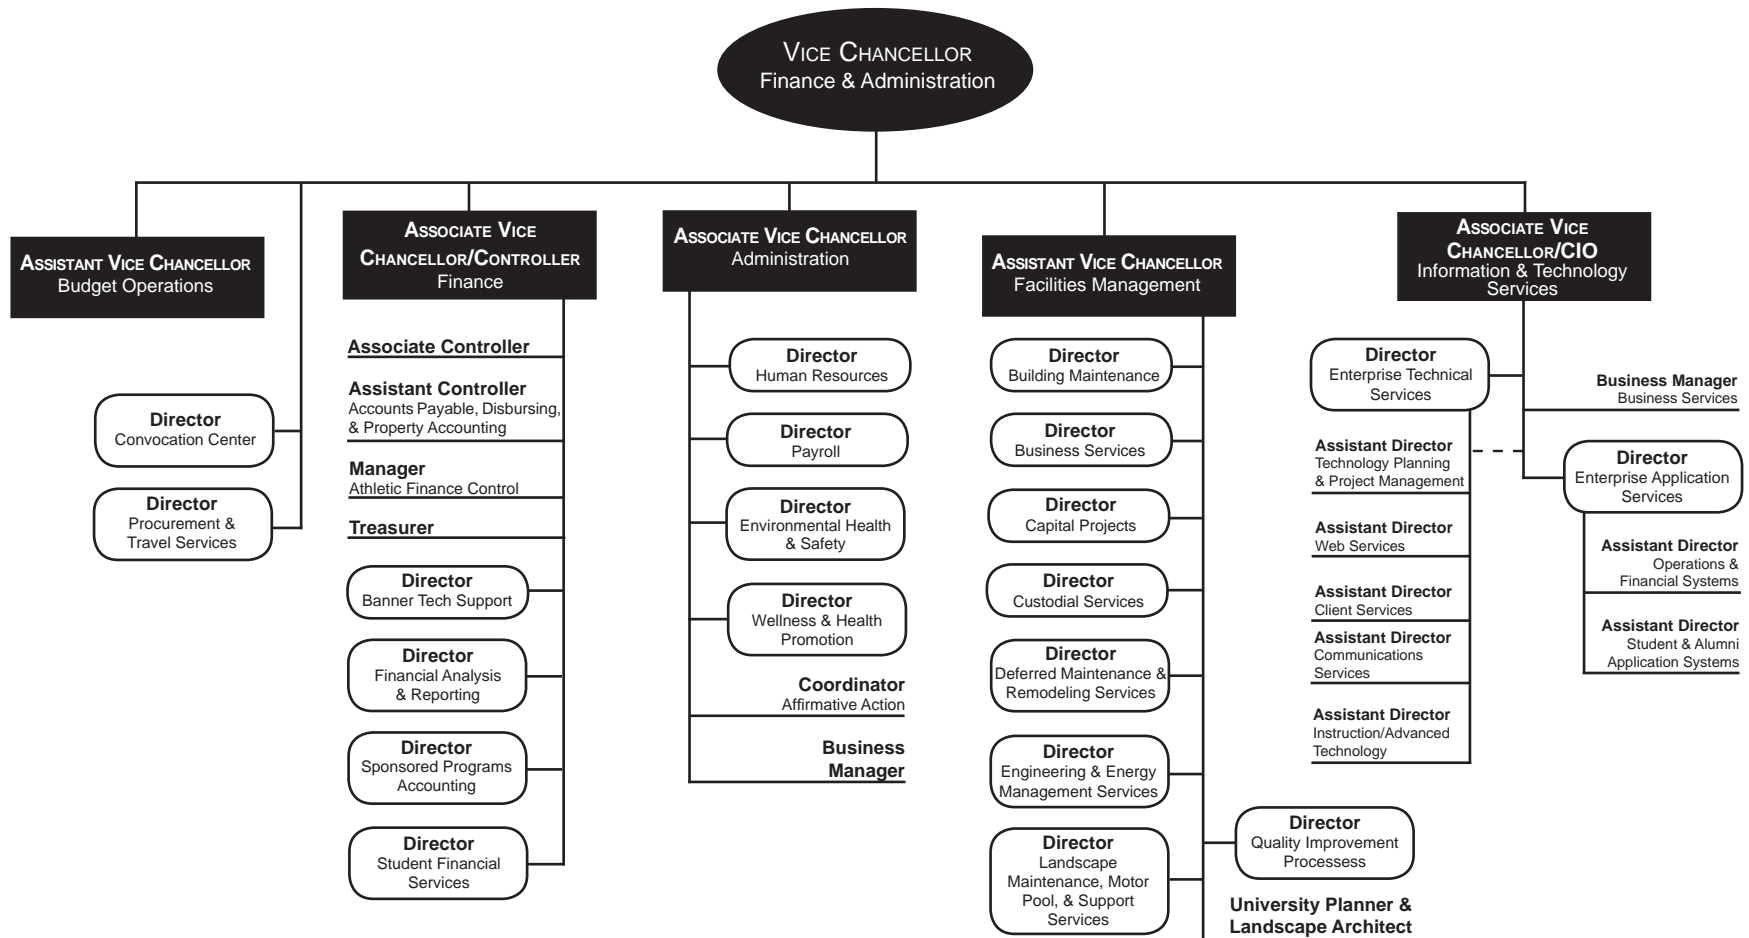 VICE CHANCELLOR
Finance & Administration
ASSISTANT VICE CHANCELLOR
Budget Operations
Director
Convocation Center
Director
Procurement &
Travel Services
ASSOCIATE VICE
CHANCELLOR/CONTROLLER
Finance
Associate Controller
Assistant Controller
Accounts Payable, Disbursing,
& Property Accounting
Manager
Athletic Finance Control
Treasurer
Director
Banner Tech Support
Director
Financial Analysis
& Reporting
Director
Sponsored Programs
Accounting
Director
Student Financial
Services
ASSOCIATE VICE CHANCELLOR
Administration
Director
Human Resources
Director
Payroll
Director
Environmental Health
& Safety
Director
Wellness & Health
Promotion
Coordinator
Affirmative Action
Business
Manager
ASSISTANT VICE CHANCELLOR
Facilities Management
Director
Building Maintenance
Director
Business Services
Director
Capital Projects
Director
Custodial Services
Director
Deferred Maintenance &
Remodeling Services
Director
Engineering & Energy
Management Services
Director
Landscape
Maintenance, Motor
Pool, & Support
Services
Director
Quality Improvement
Processess
University Planner &
Landscape Architect
ASSOCIATE VICE
CHANCELLOR/CIO
Information & Technology
Services
Director
Enterprise Technical
Services
Assistant Director
Technology Planning
& Project Management
Assistant Director
Web Services
Assistant Director
Client Services
Assistant Director
Communications
Services
Assistant Director
Instruction/Advanced
Technology
Business Manager
Business Services
Director
Enterprise Application
Services
Assistant Director
Operations &
Financial Systems
Assistant Director
Student & Alumni
Application Systems